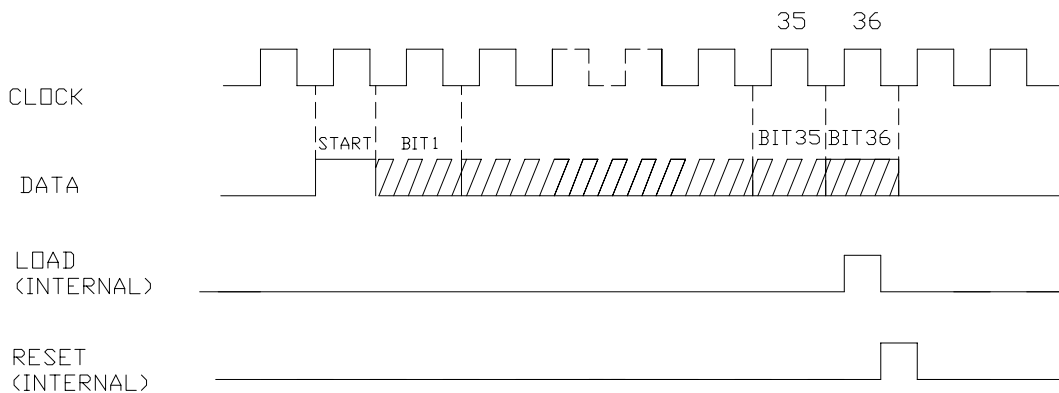 35 36
CLOCK
START BIT1 BIT35 BIT36
DATA
LOAD
(INTERNAL)
RESET
(INTERNAL)